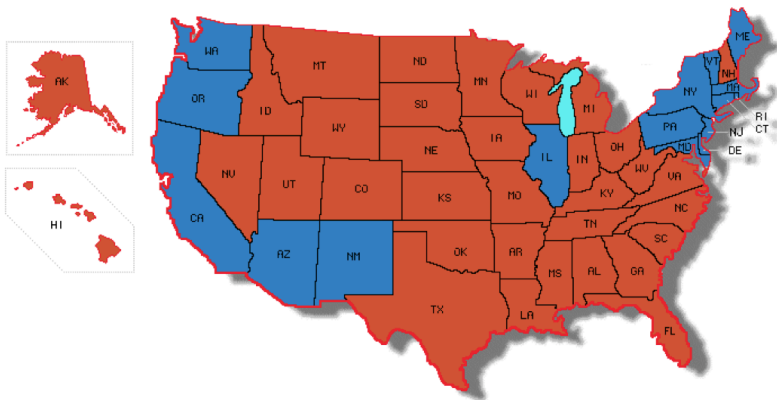 ME
WA
VT
MT
ND
NH
MN
AK
OR
MA
NY
WI
SD
MI
ID
RI
WY
PA
CT
IA
NJ
OH
NE
MD
DE
IL
IN
NV
WV
UT
CO
VA
KS
MO
KY
NC
CA
HI
TN
SC
OK
AR
AZ
NM
MS
AL
GA
TX
LA
FL